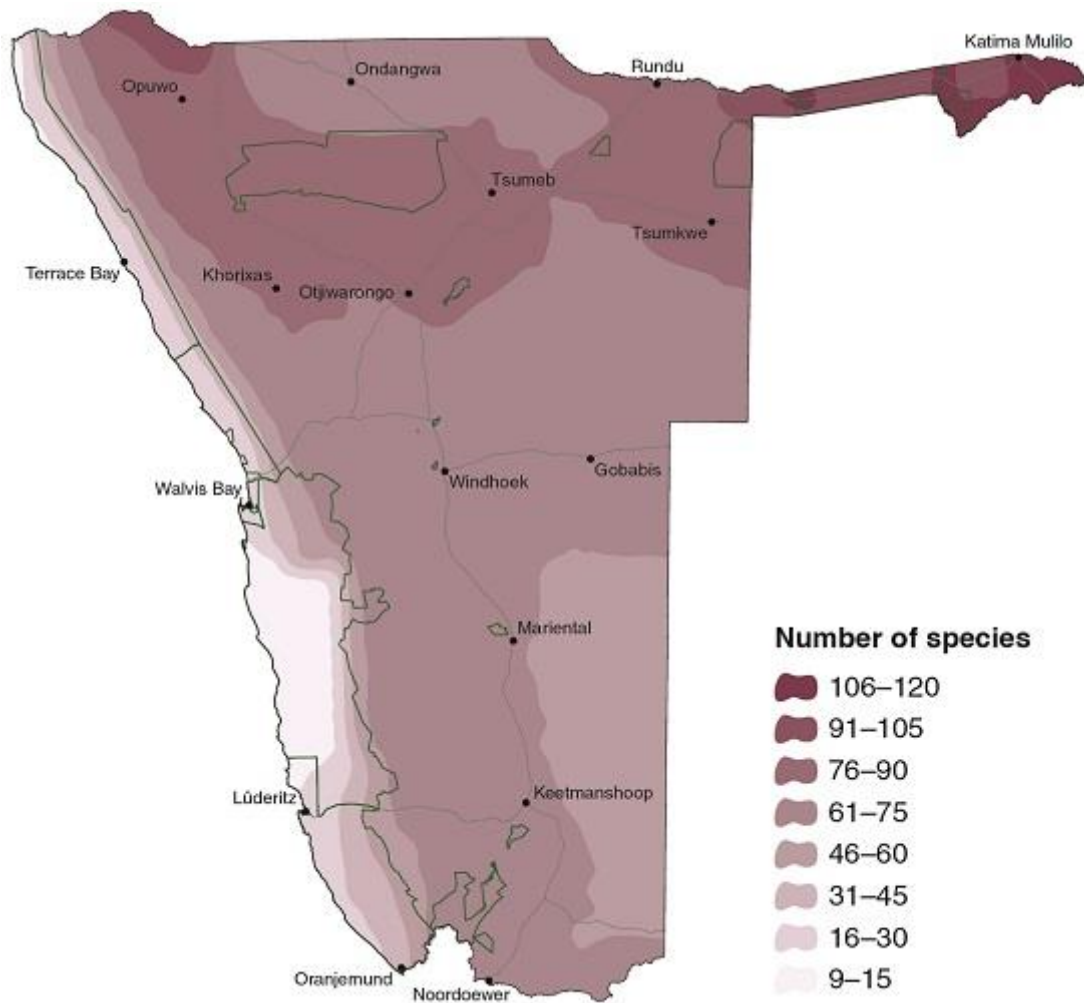 Katima Mulilo
Ondangwa
Rundu
Opuwo
Tsumeb
Tsumkwe
Terrace Bay
Khorixas
Otjiwarongo
Walvis Bay
Windhoek
Gobabis
Mariental
Number of species
106–120
91–105
76–90
61–75
46–60
31–45
16–30
9–15
Lûderitz
Keetmanshoop
Oranjemund
Noordoewer